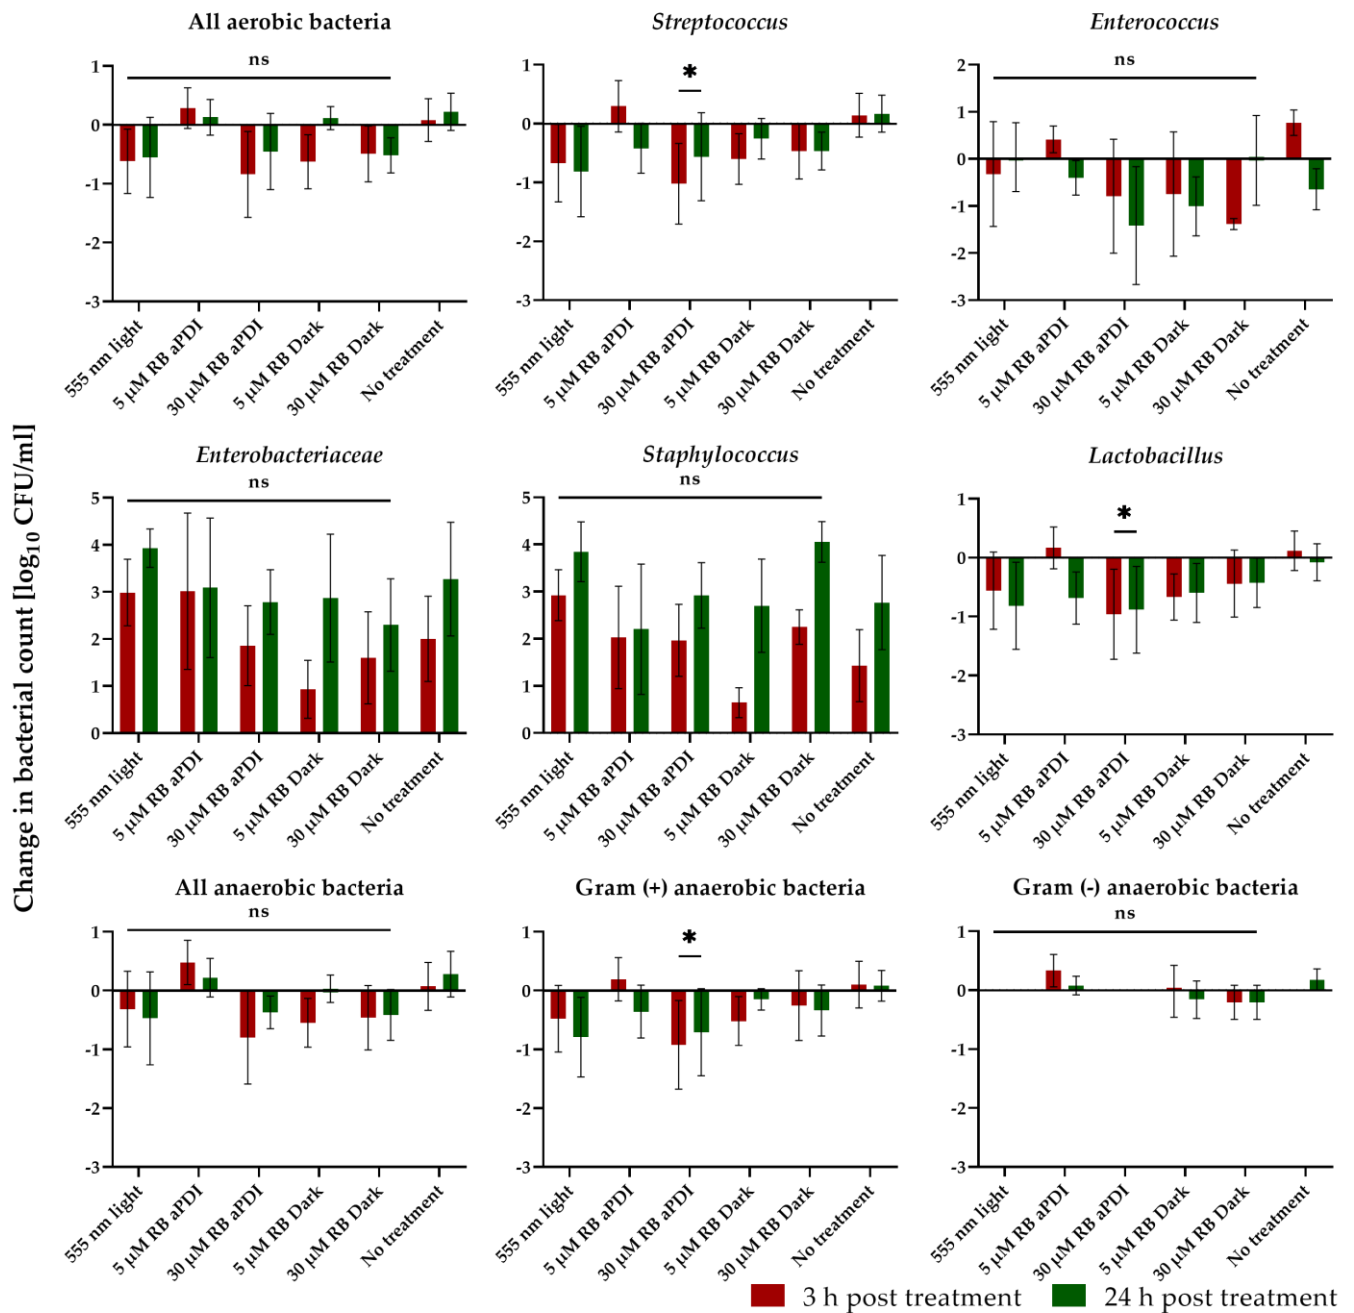 All aerobic bacteria
ns
1
0
-1
-2
-3
555 nm light
5 µM RB aPDI
30 µM RB aPDI
5 µM RB Dark
30 µM RB Dark
No treatment
Streptococcus
*
1
0
-1
-2
-3
555 nm light
5 µM RB aPDI
30 µM RB aPDI
5 µM RB Dark
30 µM RB Dark
No treatment
Enterococcus
ns
2
1
0
-1
-2
-3
555 nm light
5 µM RB aPDI
30 µM RB aPDI
5 µM RB Dark
30 µM RB Dark
No treatment
Change in bacterial count [log10 CFU/ml]
Enterobacteriaceae
ns
5
4
3
2
1
0
555 nm light
5 µM RB aPDI
30 µM RB aPDI
5 µM RB Dark
30 µM RB Dark
No treatment
Staphylococcus
ns
5
4
3
2
1
0
555 nm light
5 µM RB aPDI
30 µM RB aPDI
5 µM RB Dark
30 µM RB Dark
No treatment
Lactobacillus
*
1
0
-1
-2
-3
555 nm light
5 µM RB aPDI
30 µM RB aPDI
5 µM RB Dark
30 µM RB Dark
No treatment
All anaerobic bacteria
ns
1
0
-1
-2
-3
555 nm light
5 µM RB aPDI
30 µM RB aPDI
5 µM RB Dark
30 µM RB Dark
No treatment
Gram (+) anaerobic bacteria
*
1
0
-1
-2
-3
555 nm light
5 µM RB aPDI
30 µM RB aPDI
5 µM RB Dark
30 µM RB Dark
No treatment
Gram (-) anaerobic bacteria
ns
1
0
-1
-2
-3
555 nm light
5 µM RB aPDI
30 µM RB aPDI
5 µM RB Dark
30 µM RB Dark
No treatment
3 h post treatment
24 h post treatment